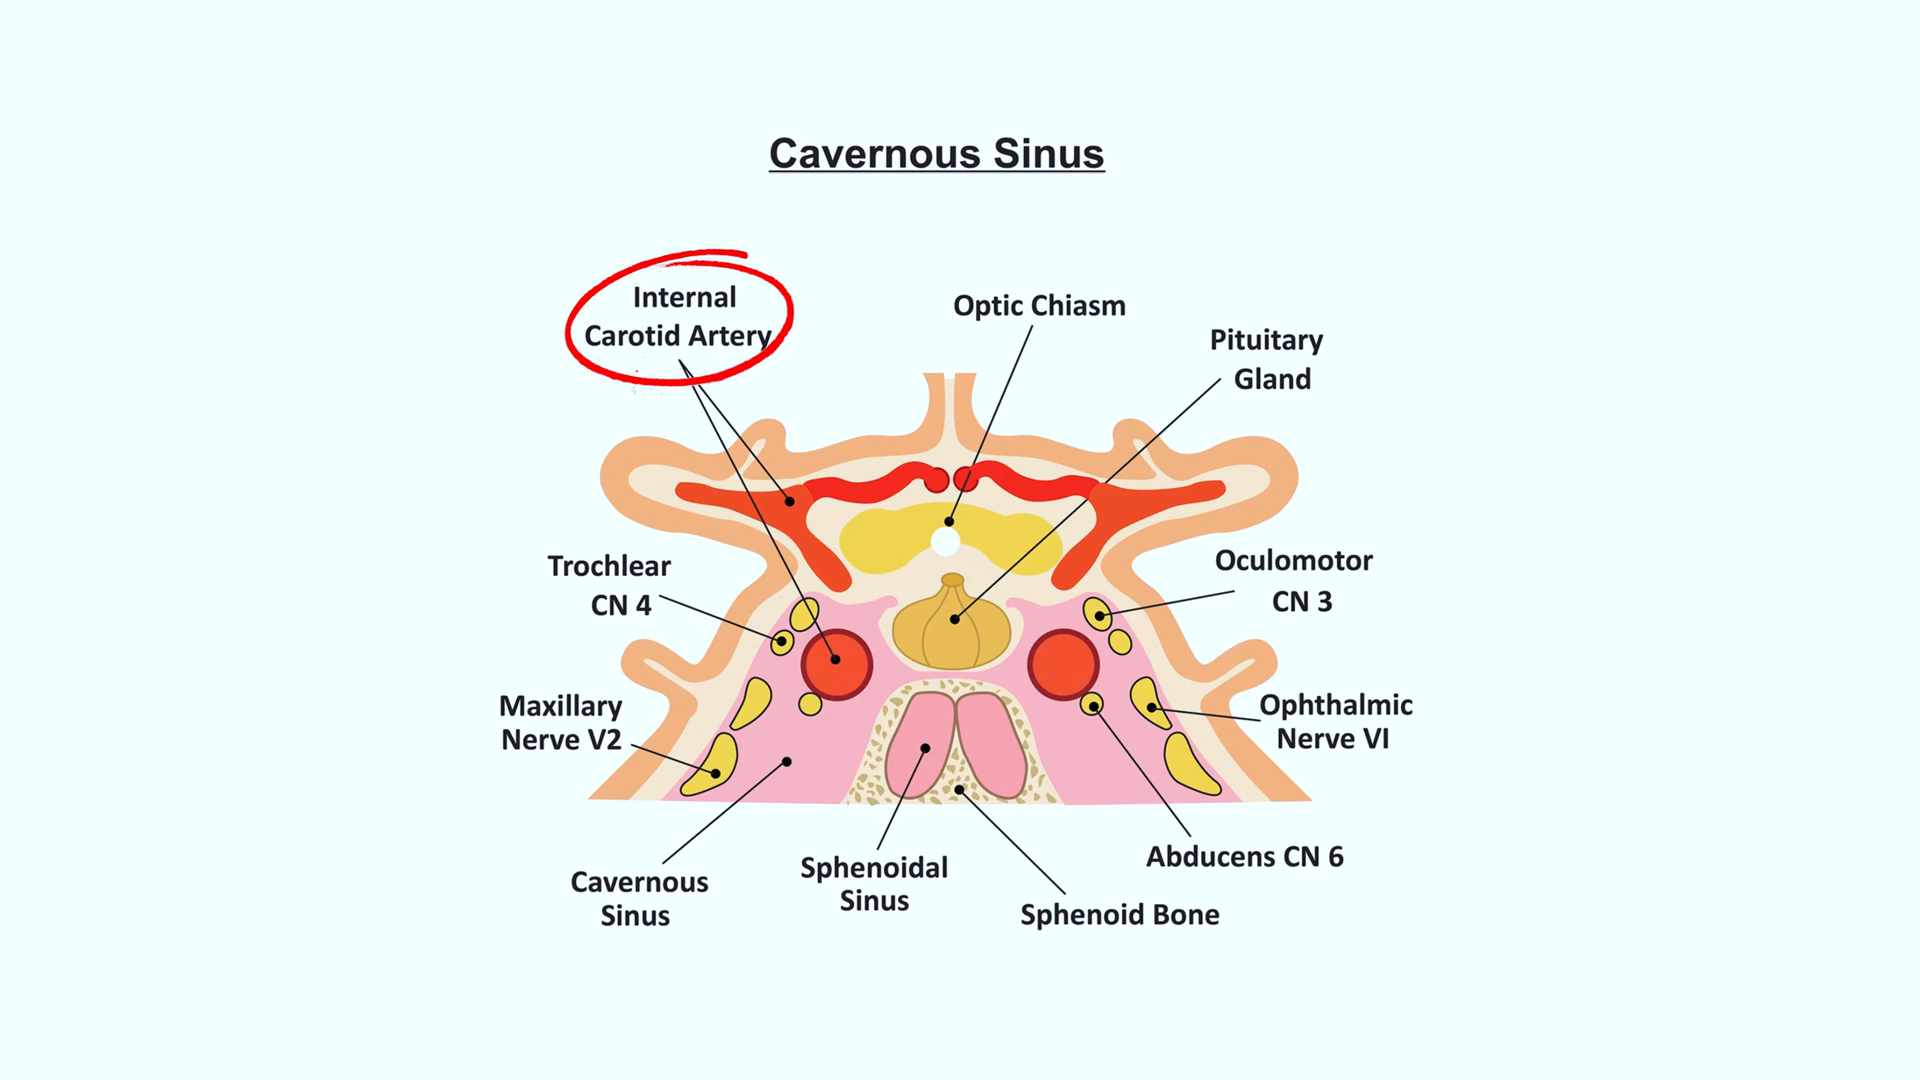 Cavernous Sinus
Internal
Carotid Artery
Optic Chiasm
Pituitary
Gland
Trochlear
CN 4
Oculomotor
CN 3
Maxillary
Nerve V2
Ophthalmic
Nerve VI
Cavernous
Sinus
Sphenoidal
Sinus
Abducens CN 6
Sphenoid Bone